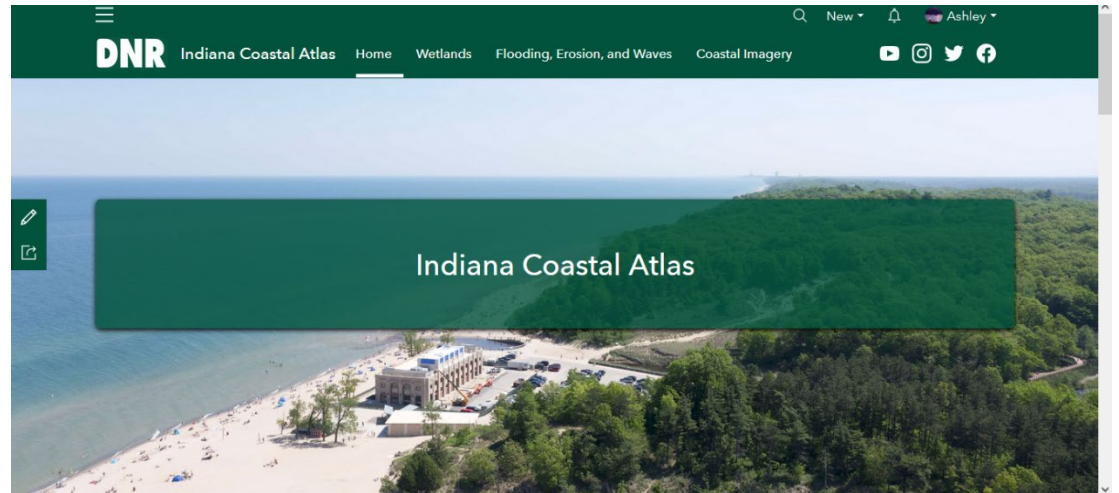 New Ashley
DNR Indiana Coastal Atlas Home Wetlands Flooding, Erosion, and Waves Coastal Imagery
Indiana Coastal Atlas